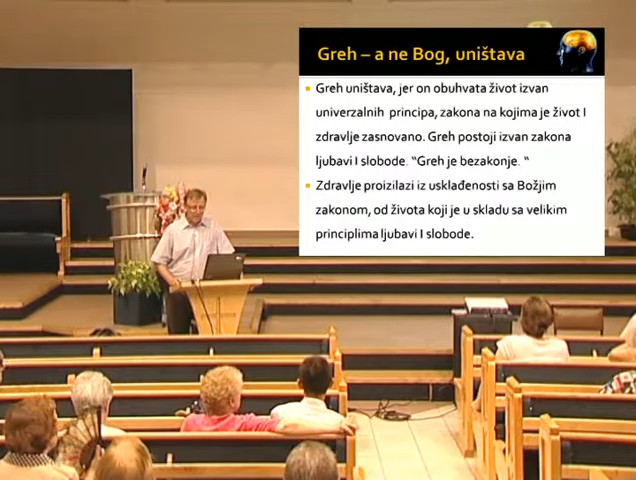 Greh – a ne Bog, uništava
Greh uništava, jer on obuhvata život izvan
univerzalnih principa, zakona na kojima je život I
zdravlje zasnovano. Greh postoji izvan zakona
ljubavi I slobode. "Greh je bezakonje. "
Zdravlje proizilazi iz usklađenosti sa Božjim
zakonom, od života koji je u skladu sa velikim
principlima ljubavi I slobode.